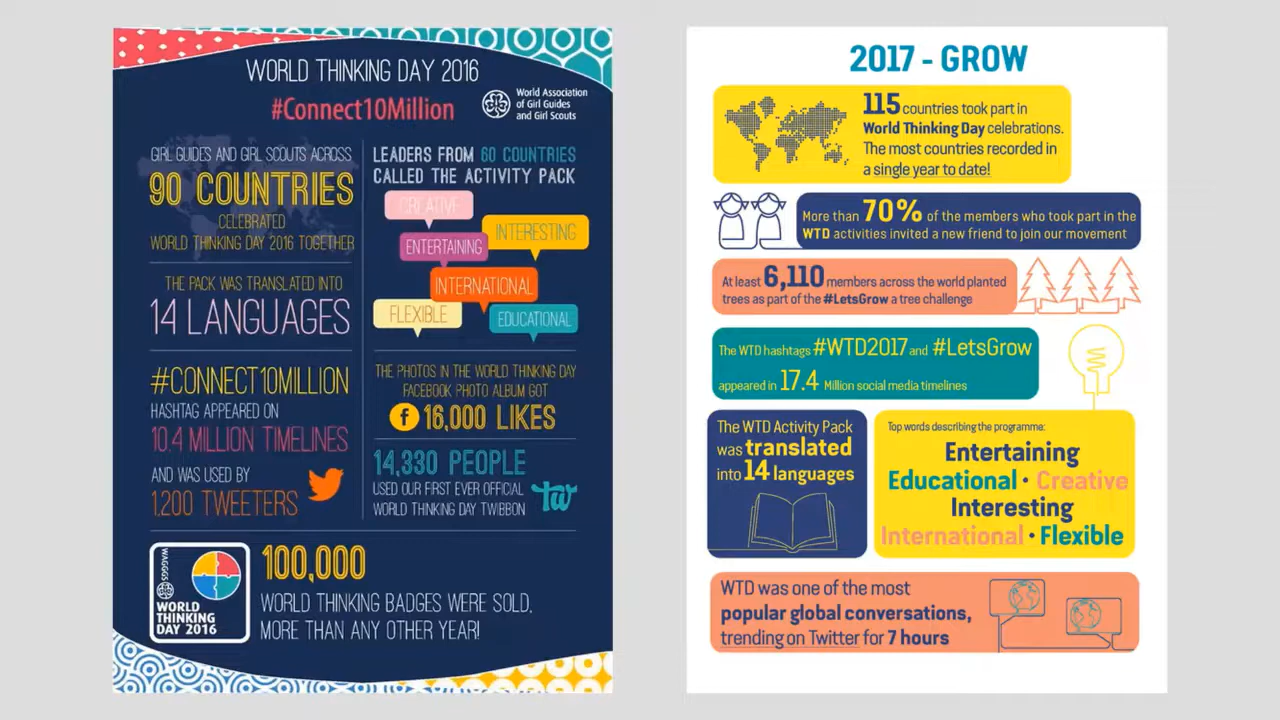 WORLD THINKING DAY 2016
#Connect10Million
World Association
of Girl Guides
and Girl Scouts
GIRL GUIDES AND GIRL SCOUTS ACROSS
90 COUNTRIES
CELEBRATED
WORLD THINKING DAY 2016 TOGETHER
THE PACK WAS TRANSLATED INTO
14 LANGUAGES
#CONNECT10MILLION
HASHTAG APPEARED ON
10.4 MILLION TIMELINES
AND WAS USED BY
1,200 TWEETERS
LEADERS FROM 60 COUNTRIES
CALLED THE ACTIVITY PACK
CREATIVE
INTERESTING
ENTERTAINING
INTERNATIONAL
FLEXIBLE
EDUCATIONAL
THE PHOTOS IN THE WORLD THINKING DAY
FACEBOOK PHOTO ALBUM GOT
f 16,000 LIKES
14,330 PEOPLE
USED OUR FIRST EVER OFFICIAL
WORLD THINKING DAY TWIBBON
tw
WAGGGS
WORLD
THINKING
DAY 2016
100,000
WORLD THINKING BADGES WERE SOLD,
MORE THAN ANY OTHER YEAR!
2017 - GROW
115 countries took part in
World Thinking Day celebrations.
The most countries recorded in
a single year to date!
More than 70% of the members who took part in the
WTD activities invited a new friend to join our movement
At least 6,110 members across the world planted
trees as part of the #LetsGrow a tree challenge
The WTD hashtags #WTD2017 and #LetsGrow
appeared in 17.4 Million social media timelines
The WTD Activity Pack
was translated
into 14 languages
Top words describing the programme:
Entertaining
Educational • Creative
Interesting
International • Flexible
WTD was one of the most
popular global conversations,
trending on Twitter for 7 hours